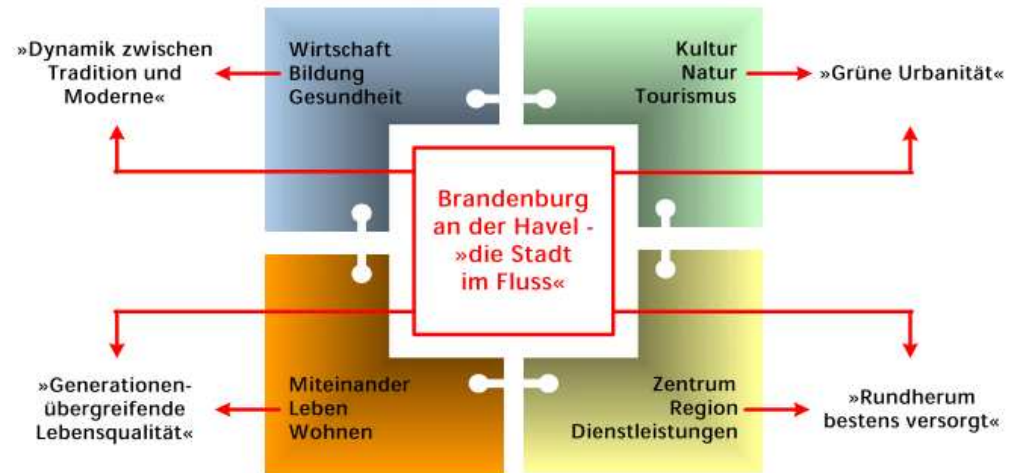 »Dynamik zwischen
Tradition und
Moderne«
Wirtschaft
Bildung
Gesundheit
Kultur
Natur
Tourismus
»Grüne Urbanität«
Brandenburg
an der Havel -
»die Stadt
im Fluss«
»Generationen-
übergreifende
Lebensqualität«
Miteinander
Leben
Wohnen
Zentrum
Region
Dienstleistungen
»Rundherum
bestens versorgt«